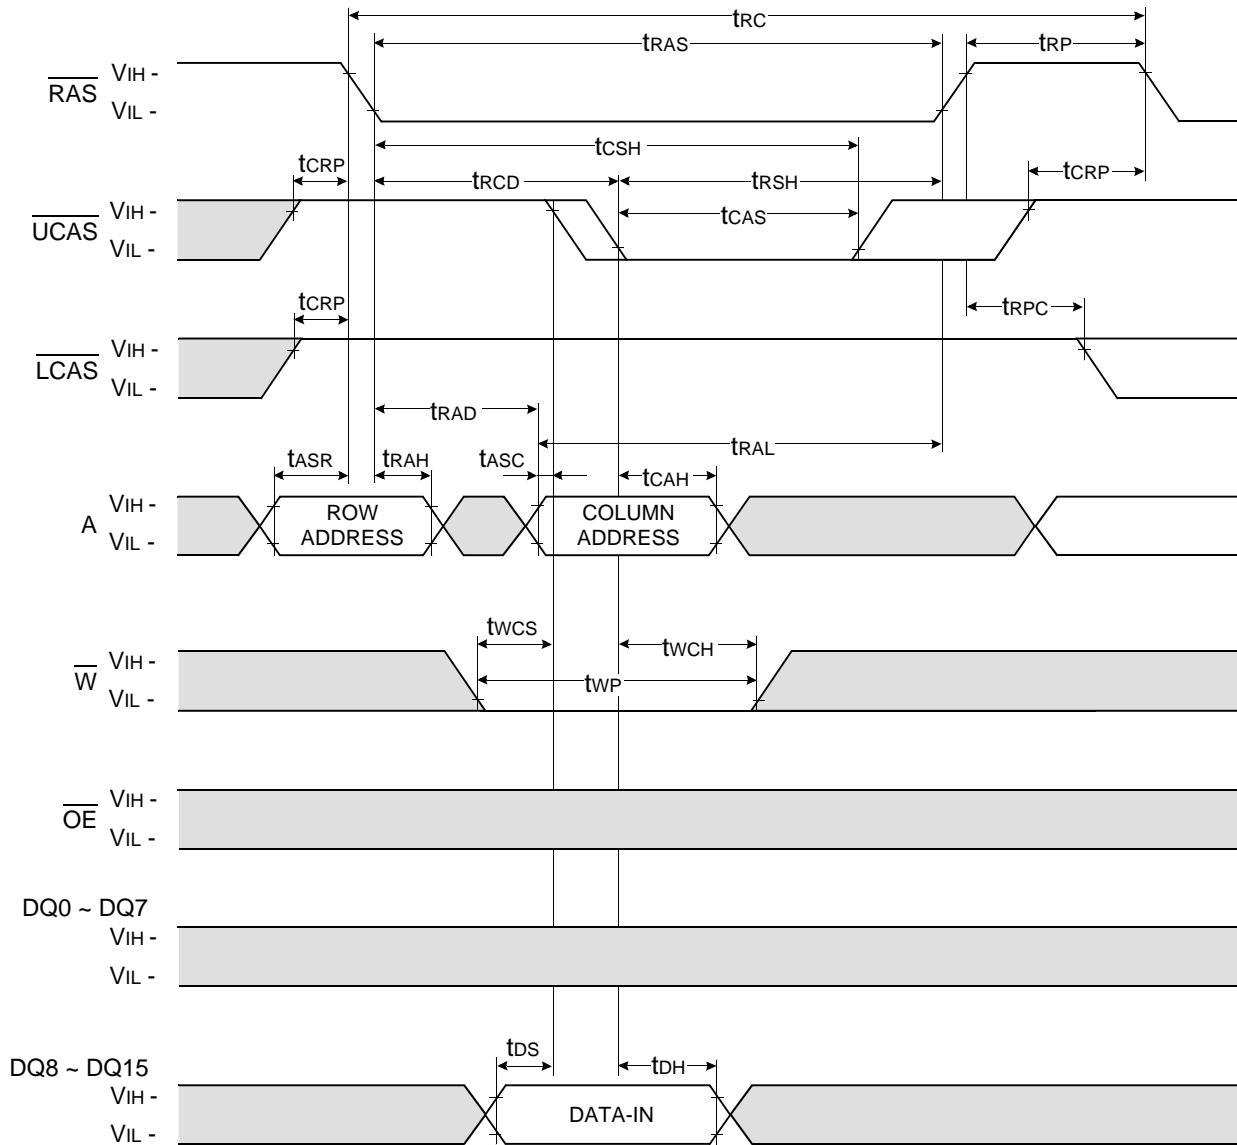 tRC
tRAS
tRP
RAS
VIH -
VIL -
tCSH
tCRP
tRCD
tRSH
tCRP
UCAS
VIH -
VIL -
tCAS
tCRP
tRPC
LCAS
VIH -
VIL -
tRAD
tRAL
tASR
tRAH
tASC
tCAH
A
VIH -
VIL -
ROW
ADDRESS
COLUMN
ADDRESS
tWCS
tWCH
W
VIH -
VIL -
tWP
OE
VIH -
VIL -
DQ0 ~ DQ7
VIH -
VIL -
tDS
tDH
DQ8 ~ DQ15
VIH -
VIL -
DATA-IN